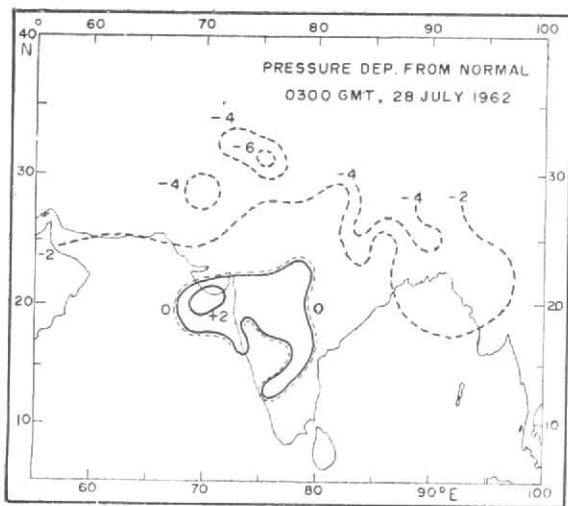 0 70 80 90 100
40
N
PRESSURE DEP. FROM NORMAL
0300 GMT, 28 JULY 1962
-4
-6
30 -4 -4 -4 -2 30
-2
20 0 +2 0 20
10 10
60 70 80 90°E 100